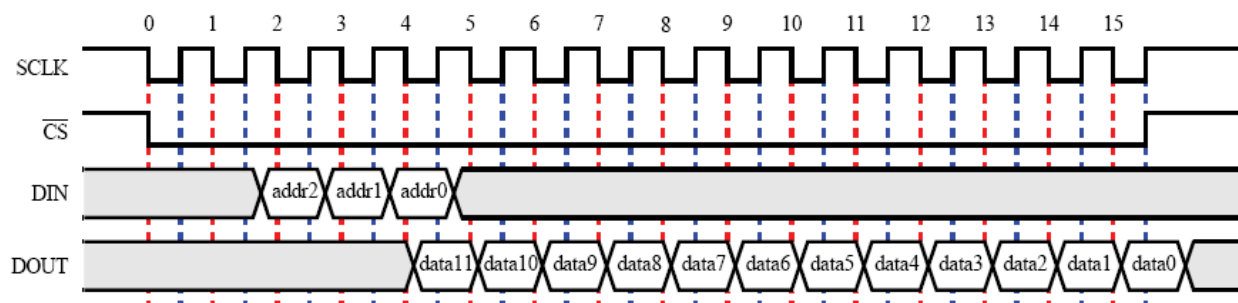 0 1 2 3 4 5 6 7 8 9 10 11 12 13 14 15
SCLK
CS
DIN addr2 addr1 addr0
DOUT data11 data10 data9 data8 data7 data6 data5 data4 data3 data2 data1 data0